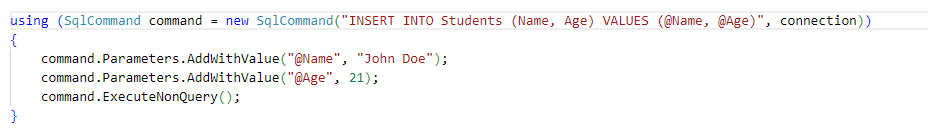 using (SqlCommand command = new SqlCommand("INSERT INTO Students (Name, Age) VALUES (@Name, @Age)", connection))
{
    command.Parameters.AddWithValue("@Name", "John Doe");
    command.Parameters.AddWithValue("@Age", 21);
    command.ExecuteNonQuery();
}